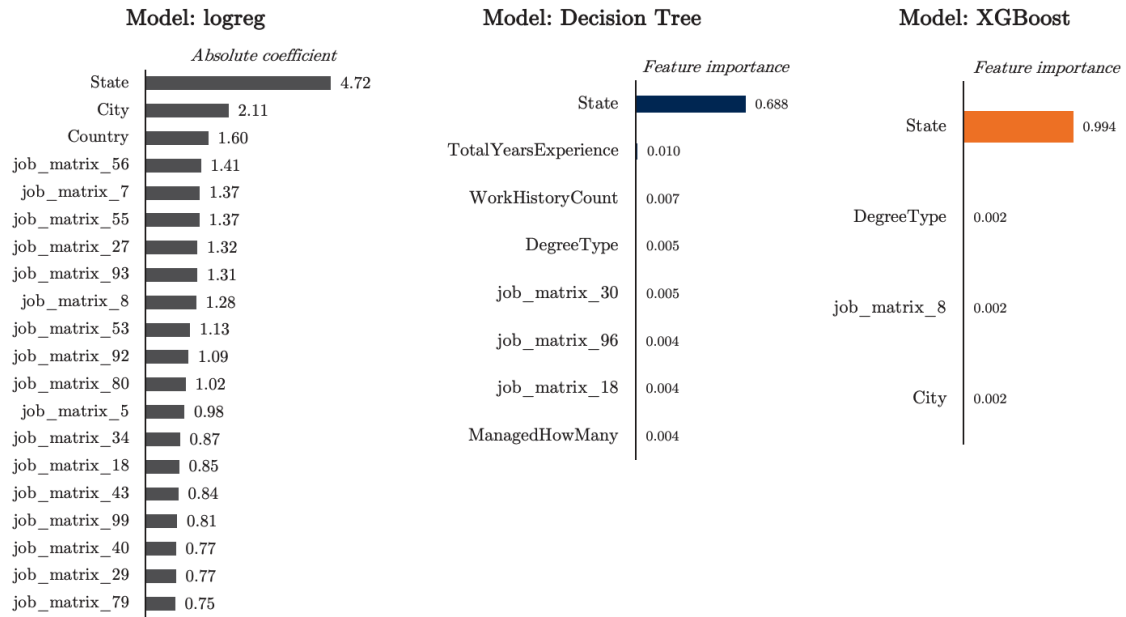 Model: logreg
Absolute coefficient
State 4.72
City 2.11
Country 1.60
job_matrix_56 1.41
job_matrix_7 1.37
job_matrix_55 1.37
job_matrix_27 1.32
job_matrix_93 1.31
job_matrix_8 1.28
job_matrix_53 1.13
job_matrix_92 1.09
job_matrix_80 1.02
job_matrix_5 0.98
job_matrix_34 0.87
job_matrix_18 0.85
job_matrix_43 0.84
job_matrix_99 0.81
job_matrix_40 0.77
job_matrix_29 0.77
job_matrix_79 0.75
Model: Decision Tree
Feature importance
State 0.688
TotalYearsExperience 0.010
WorkHistoryCount 0.007
DegreeType 0.005
job_matrix_30 0.005
job_matrix_96 0.004
job_matrix_18 0.004
ManagedHowMany 0.004
Model: XGBoost
Feature importance
State 0.994
DegreeType 0.002
job_matrix_8 0.002
City 0.002